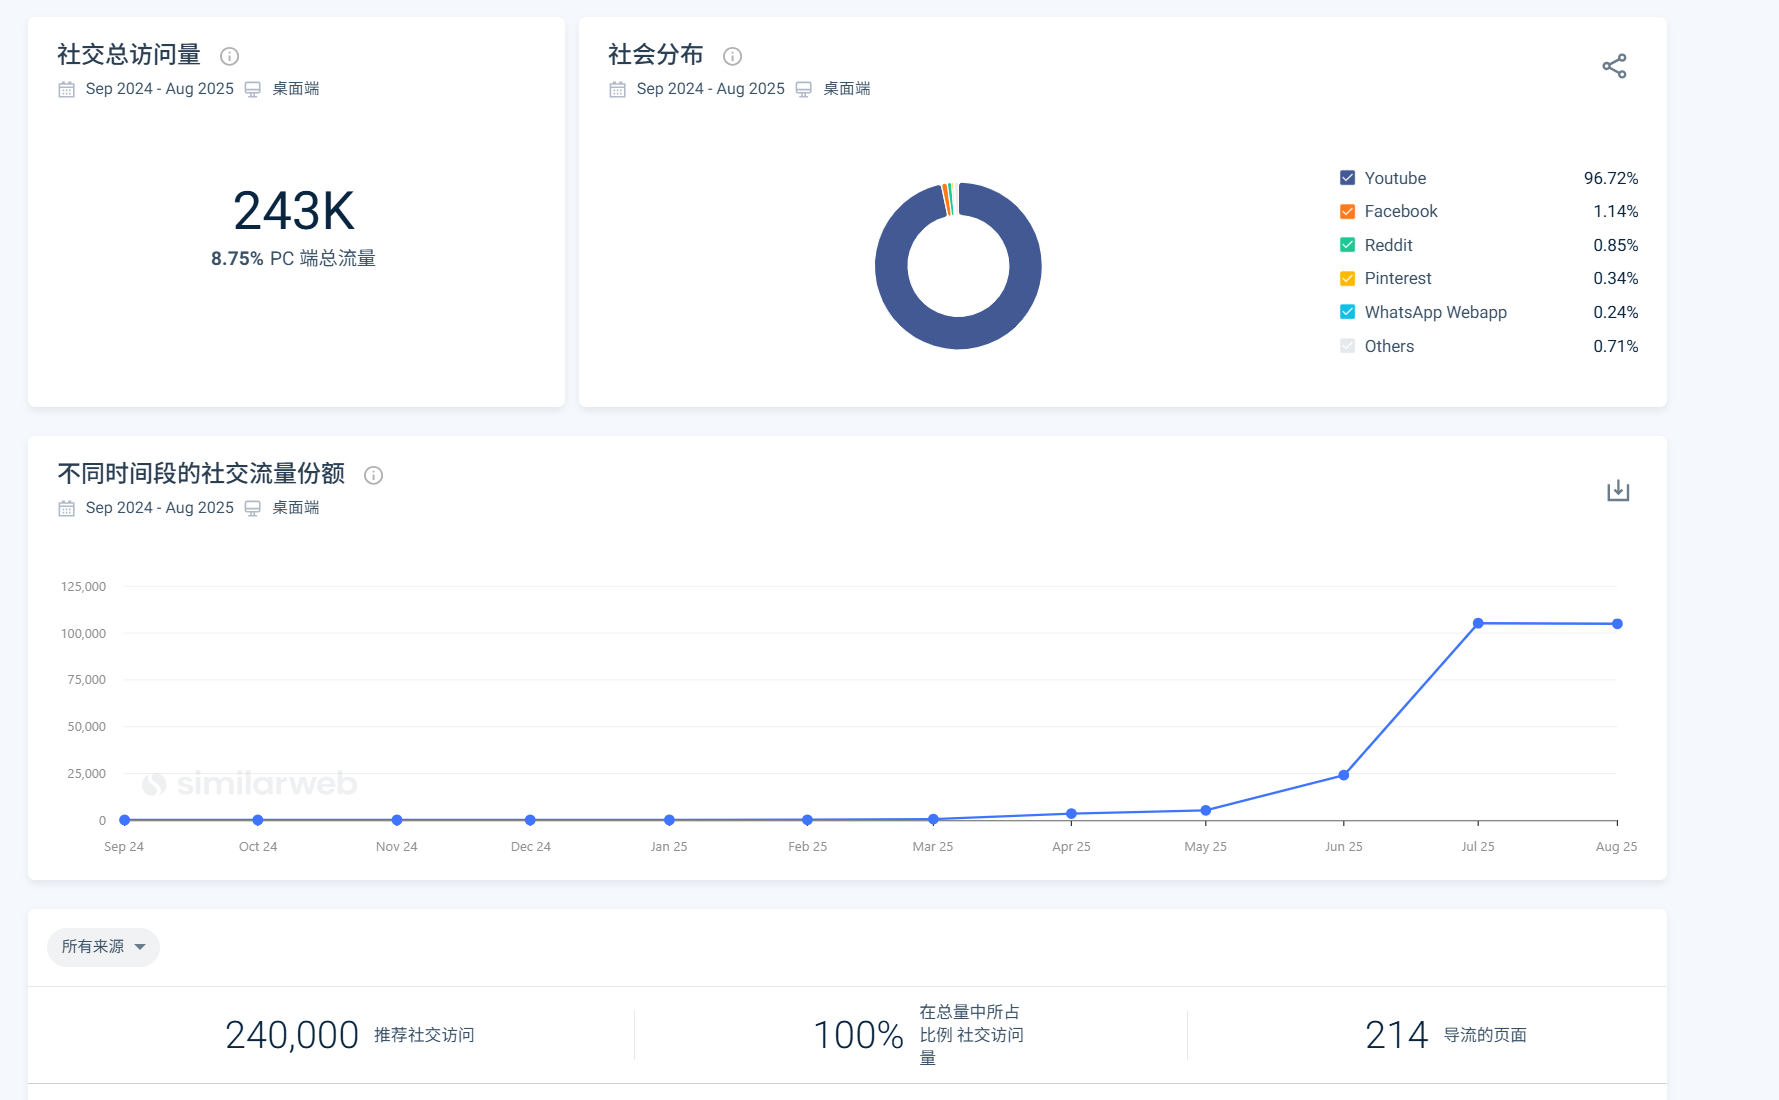 社交总访问量
Sep 2024 - Aug 2025 桌面端
243K
8.75% PC 端总流量
社会分布
Sep 2024 - Aug 2025 桌面端
Youtube 96.72%
Facebook 1.14%
Reddit 0.85%
Pinterest 0.34%
WhatsApp Webapp 0.24%
Others 0.71%
不同时间段的社交流量份额
Sep 2024 - Aug 2025 桌面端
125,000
100,000
75,000
50,000
25,000
0
similarweb
Sep 24 Oct 24 Nov 24 Dec 24 Jan 25 Feb 25 Mar 25 Apr 25 May 25 Jun 25 Jul 25 Aug 25
所有来源
240,000 推荐社交访问
100% 在总量中所占
比例 社交访问
量
214 导流的页面